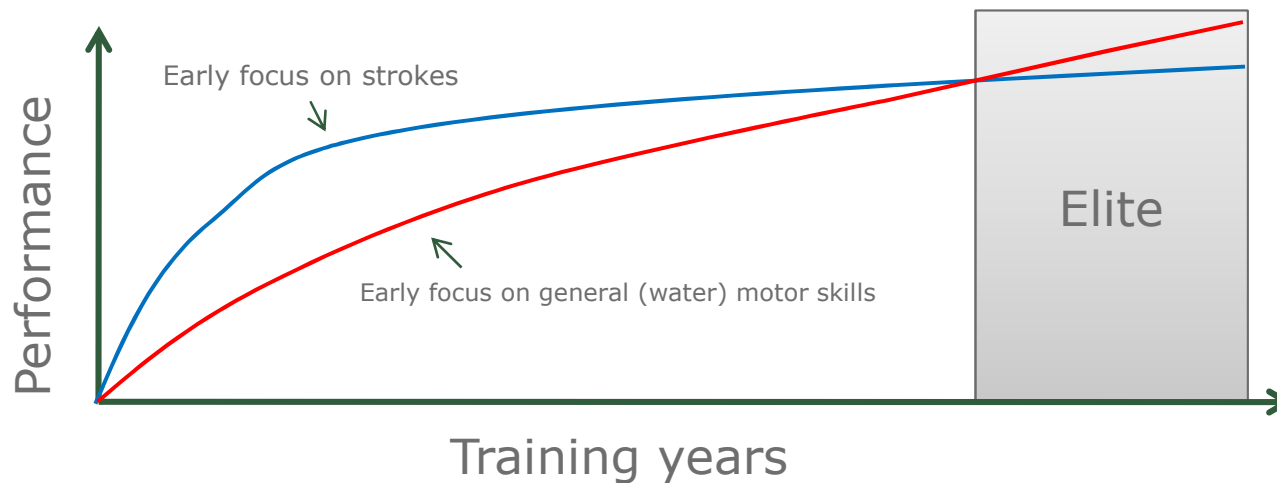 Early focus on strokes
Performance
Elite
Early focus on general (water) motor skills
Training years